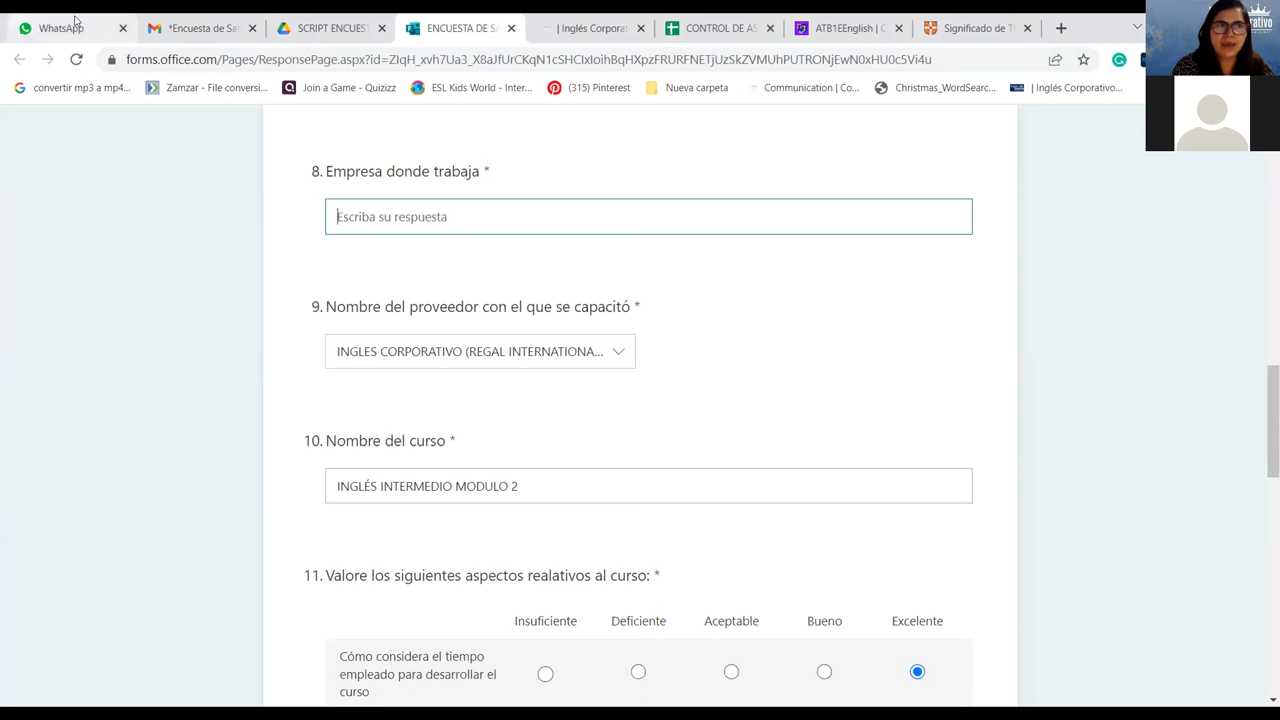 WhatsApp
*Encuesta de Sa
SCRIPT ENCUES
ENCUESTA DE SA
| Inglés Corporat
CONTROL DE AS
ATB1EEnglish | C
Significado de T
forms.office.com/Pages/ResponsePage.aspx?id=
convertir mp3 a mp4...
Zamzar - File conversi...
Join a Game - Quizizz
ESL Kids World - Inter...
(315) Pinterest
Nueva carpeta
Communication | Co...
Christmas_WordSearc...
| Inglés Corporativo...
8. Empresa donde trabaja *
Escriba su respuesta
9. Nombre del proveedor con el que se capacitó *
INGLES CORPORATIVO (REGAL INTERNATIONA...
10. Nombre del curso *
INGLÉS INTERMEDIO MODULO 2
11. Valore los siguientes aspectos realativos al curso: *
Insuficiente
Deficiente
Aceptable
Bueno
Excelente
Cómo considera el tiempo
empleado para desarrollar el
curso